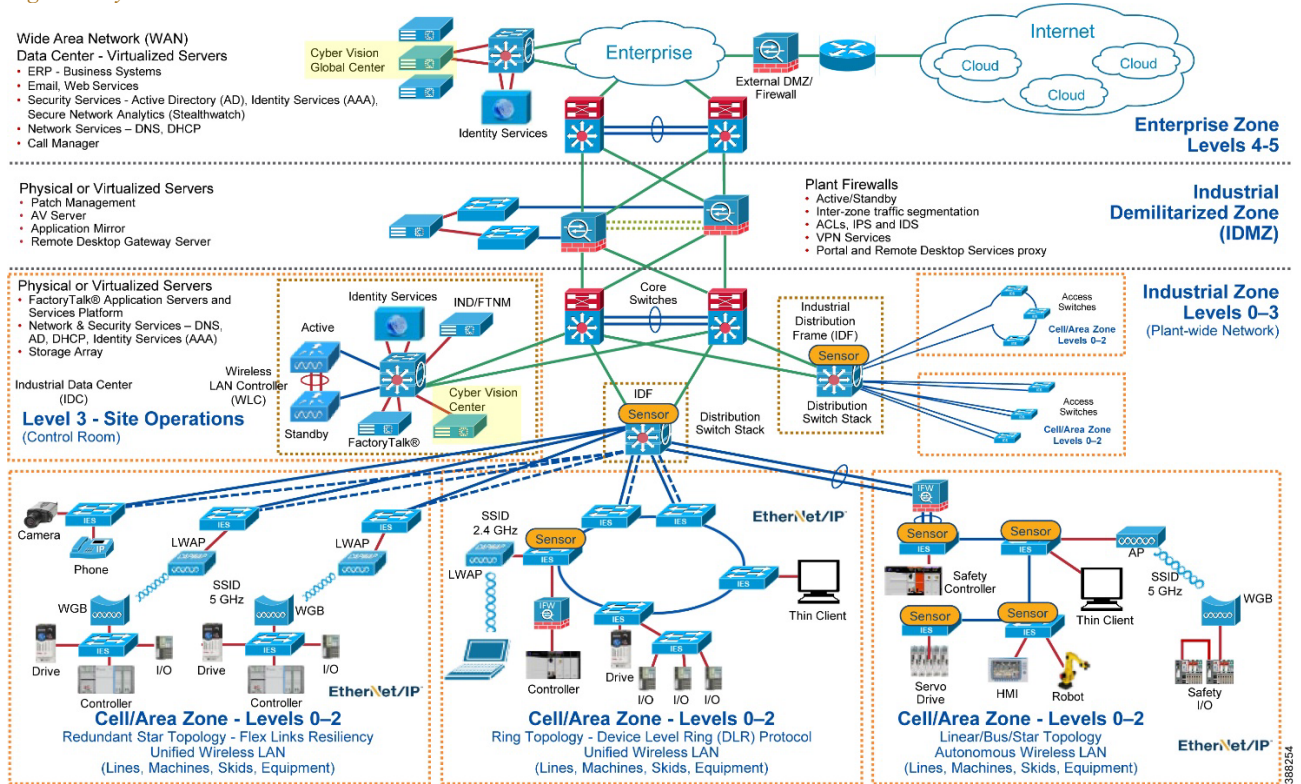 Wide Area Network (WAN)
Data Center - Virtualized Servers
• ERP - Business Systems
• Email, Web Services
• Security Services - Active Directory (AD), Identity Services (AAA),
Secure Network Analytics (Stealthwatch)
• Network Services – DNS, DHCP
• Call Manager
Cyber Vision
Global Center
Identity Services
Enterprise
External DMZ/
Firewall
Internet
Cloud
Cloud
Cloud
Enterprise Zone
Levels 4-5
Physical or Virtualized Servers
• Patch Management
• AV Server
• Application Mirror
• Remote Desktop Gateway Server
Plant Firewalls
• Active/Standby
• Inter-zone traffic segmentation
• ACLs, IPS and IDS
• VPN Services
• Portal and Remote Desktop Services proxy
Industrial
Demilitarized Zone
(IDMZ)
Physical or Virtualized Servers
• FactoryTalk® Application Servers and
Services Platform
• Network & Security Services – DNS,
AD, DHCP, Identity Services (AAA)
• Storage Array
Industrial Data Center
(IDC)
Level 3 - Site Operations
(Control Room)
Identity Services
IND/FTNM
Active
Wireless
LAN Controller
(WLC)
Standby
FactoryTalk®
Cyber Vision
Center
Core
Switches
IDF
Sensor
Distribution
Switch Stack
Industrial
Distribution
Frame (IDF)
Sensor
Distribution
Switch Stack
Access
Switches
Cell/Area Zone
Levels 0–2
Access
Switches
Cell/Area Zone
Levels 0–2
Industrial Zone
Levels 0–3
(Plant-wide Network)
Camera
IES
IP
Phone
IES
LWAP
SSID
5 GHz
WGB
IES
Drive
I/O
Controller
IES
LWAP
WGB
IES
Drive
I/O
Controller
EtherNet/IP
Cell/Area Zone - Levels 0–2
Redundant Star Topology - Flex Links Resiliency
Unified Wireless LAN
(Lines, Machines, Skids, Equipment)
SSID
2.4 GHz
LWAP
Sensor
IES
IES
IES
IES
IES
EtherNet/IP
IFW
Controller
Drive
I/O
I/O
I/O
Thin Client
Cell/Area Zone - Levels 0–2
Ring Topology - Device Level Ring (DLR) Protocol
Unified Wireless LAN
(Lines, Machines, Skids, Equipment)
IFW
Sensor
IES
Safety
Controller
Sensor
IES
AP
SSID
5 GHz
WGB
Thin Client
Sensor
IES
Servo
Drive
Sensor
IES
HMI
Robot
Safety
I/O
Cell/Area Zone - Levels 0–2
Linear/Bus/Star Topology
Autonomous Wireless LAN
(Lines, Machines, Skids, Equipment)
EtherNet/IP
388254